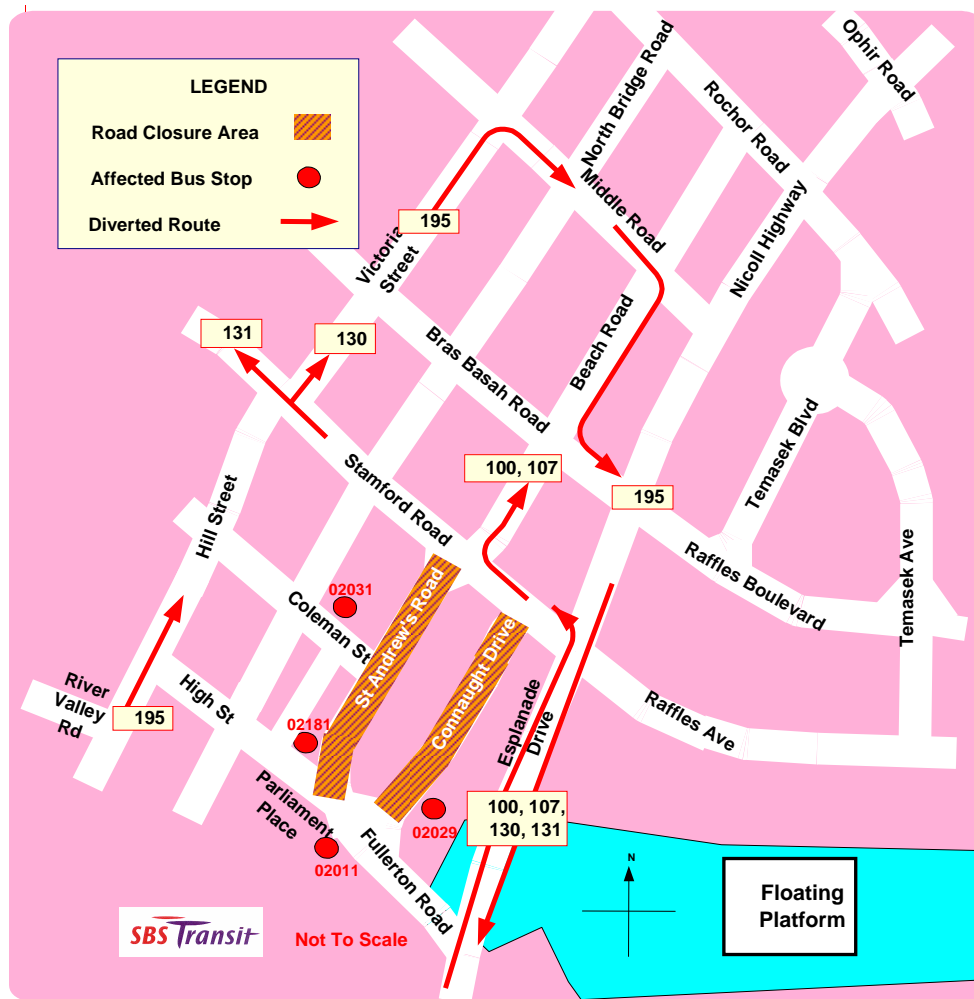 LEGEND
Road Closure Area
Affected Bus Stop
Diverted Route
Ophir Road
North Bridge Road
Rochor Road
Middle Road
195
Victoria
Street
Nicoll Highway
131
130
Beach Road
Bras Basah Road
Temasek Blvd
Stamford Road
100, 107
195
Hill Street
Raffles Boulevard
Temasek Ave
02031
Coleman St
St Andrew's Road
Connaught Drive
River
Valley
Rd
195
High St
Esplanade
Drive
Raffles Ave
02181
Parliament
Place
02029
100, 107,
130, 131
02011
Fullerton Road
N
Floating
Platform
SBS Transit
Not To Scale